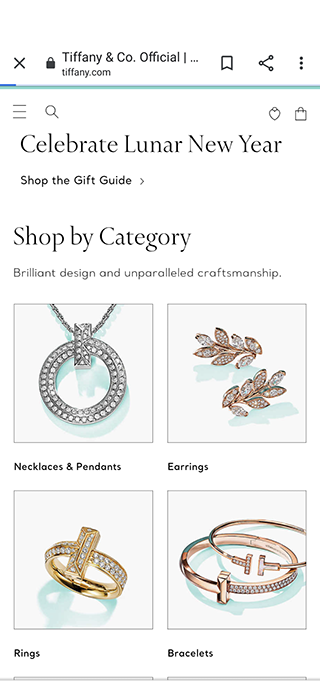 Tiffany & Co. Official | ...
tiffany.com
Celebrate Lunar New Year
Shop the Gift Guide
Shop by Category
Brilliant design and unparalleled craftsmanship.
Necklaces & Pendants
Earrings
Rings
Bracelets